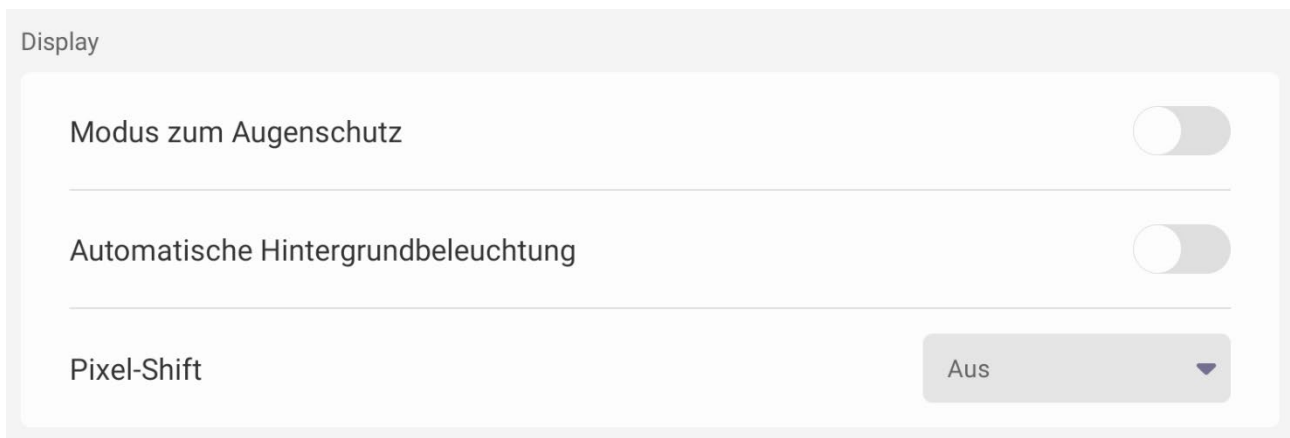 Display
Modus zum Augenschutz
Automatische Hintergrundbeleuchtung
Pixel-Shift
Aus